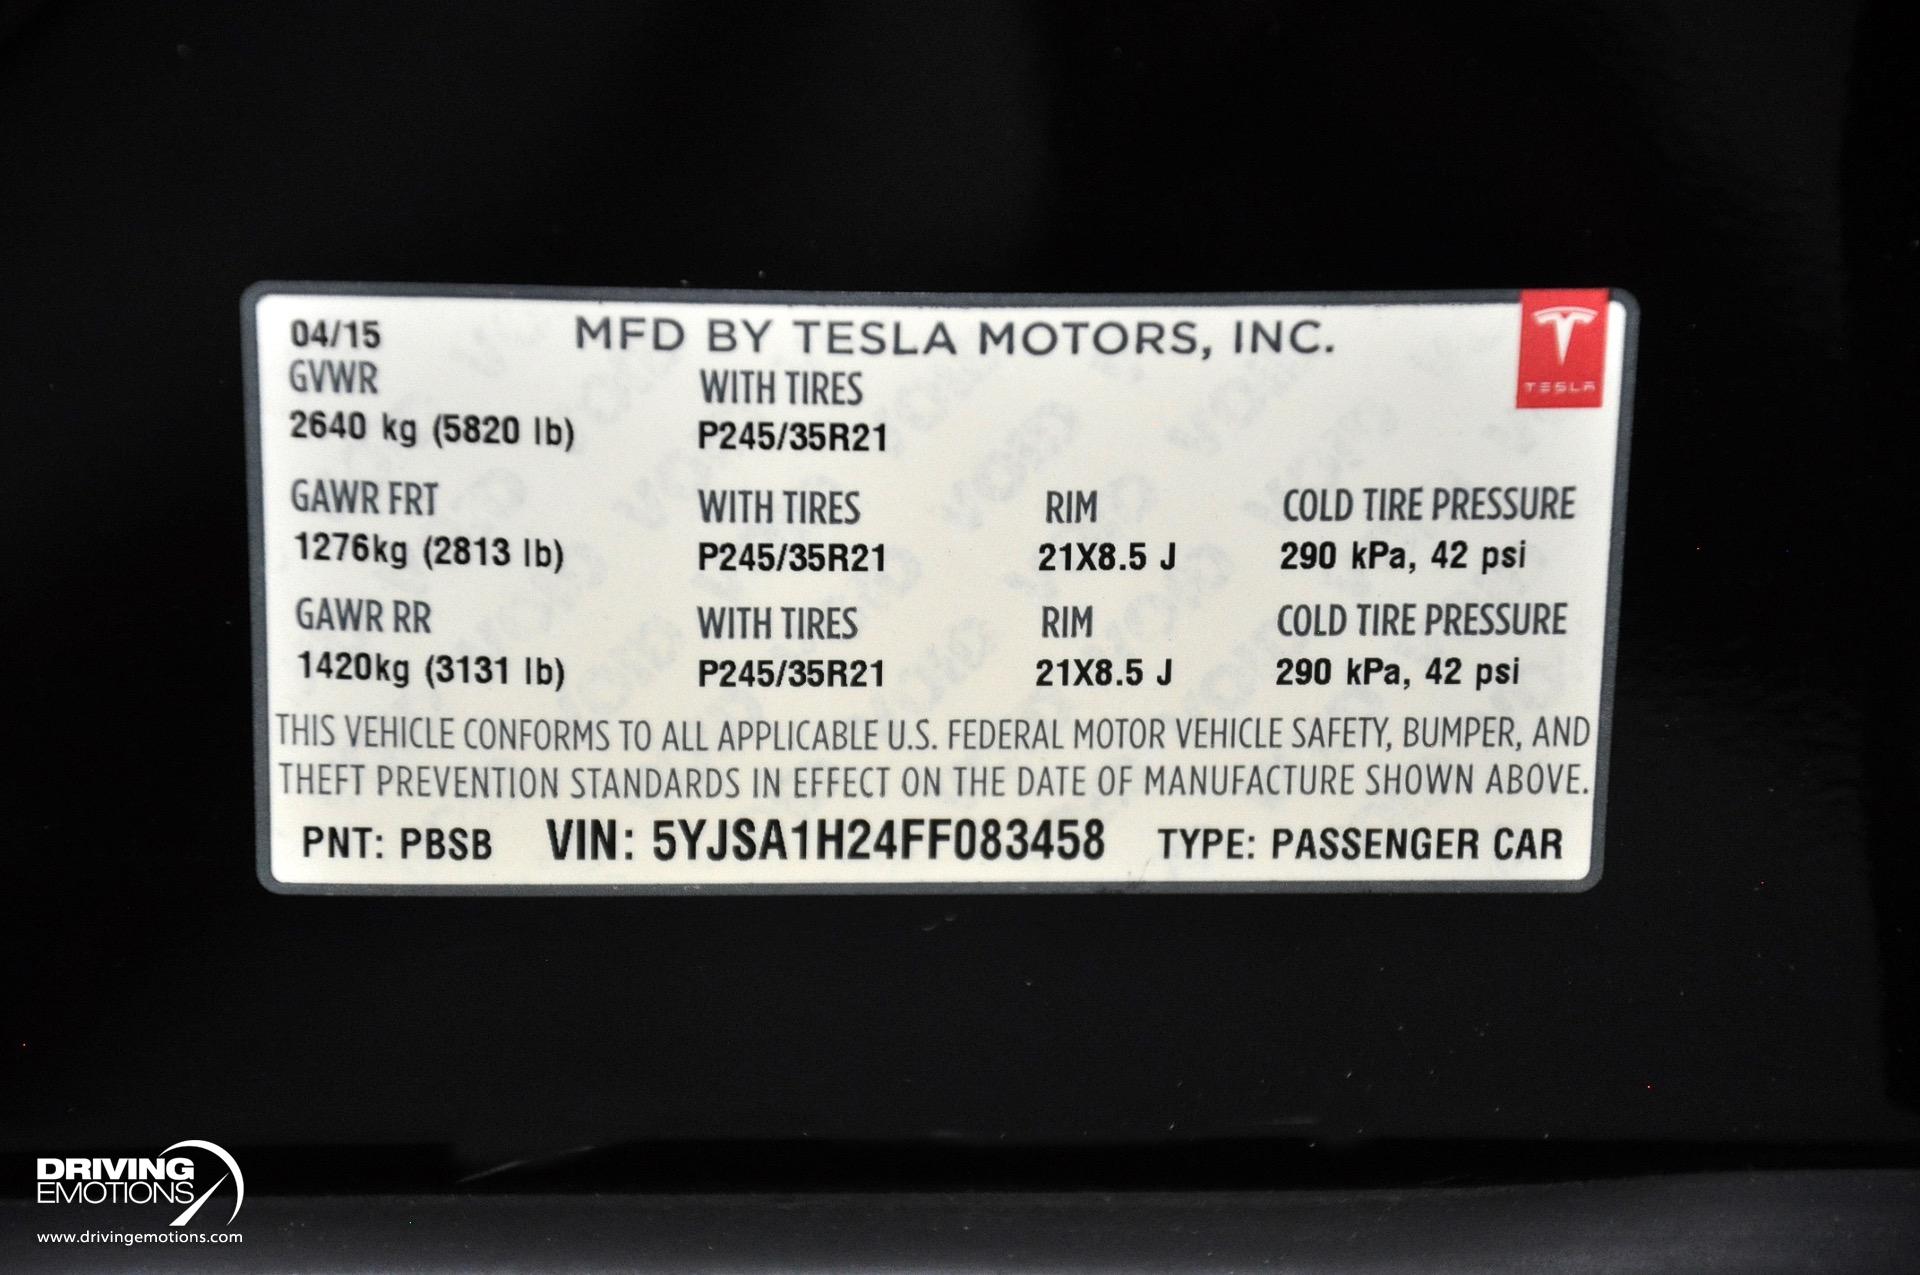 04/15 MFD BY TESLA MOTORS, INC.
TESLA
GVWR WITH TIRES
2640 kg (5820 lb) P245/35R21
GAWR FRT WITH TIRES RIM COLD TIRE PRESSURE
1276kg (2813 lb) P245/35R21 21X8.5 J 290 kPa, 42 psi
GAWR RR WITH TIRES RIM COLD TIRE PRESSURE
1420kg (3131 lb) P245/35R21 21X8.5 J 290 kPa, 42 psi
THIS VEHICLE CONFORMS TO ALL APPLICABLE U.S. FEDERAL MOTOR VEHICLE SAFETY, BUMPER, AND
THEFT PREVENTION STANDARDS IN EFFECT ON THE DATE OF MANUFACTURE SHOWN ABOVE.
PNT: PBSB VIN: 5YJSA1H24FF083458 TYPE: PASSENGER CAR
DRIVING
EMOTIONS
www.drivingemotions.com